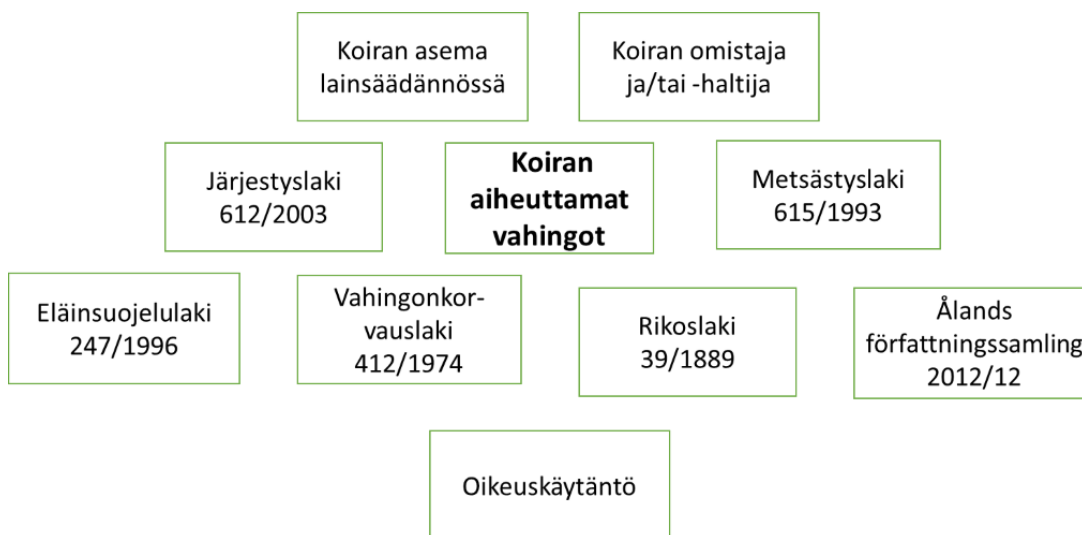 Koiran asema
lainsäädännössä
Koiran omistaja
ja/tai -haltija
Järjestyslaki
612/2003
Koiran
aiheuttamat
vahingot
Metsästyslaki
615/1993
Eläinsuojelulaki
247/1996
Vahingonkor-
vauslaki
412/1974
Rikoslaki
39/1889
Ålands
författningssamling
2012/12
Oikeuskäytäntö